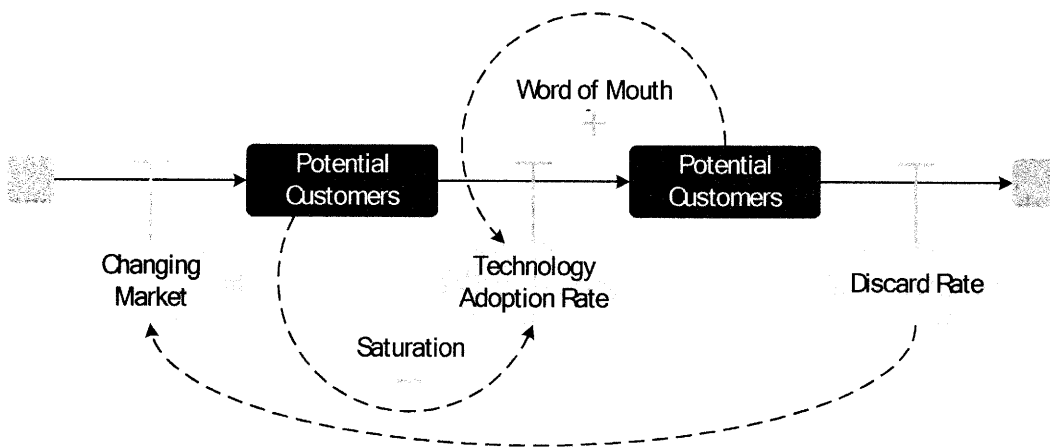 Word of Mouth
+
Potential
Customers
Potential
Customers
Changing
Market
Technology
Adoption Rate
Discard Rate
Saturation